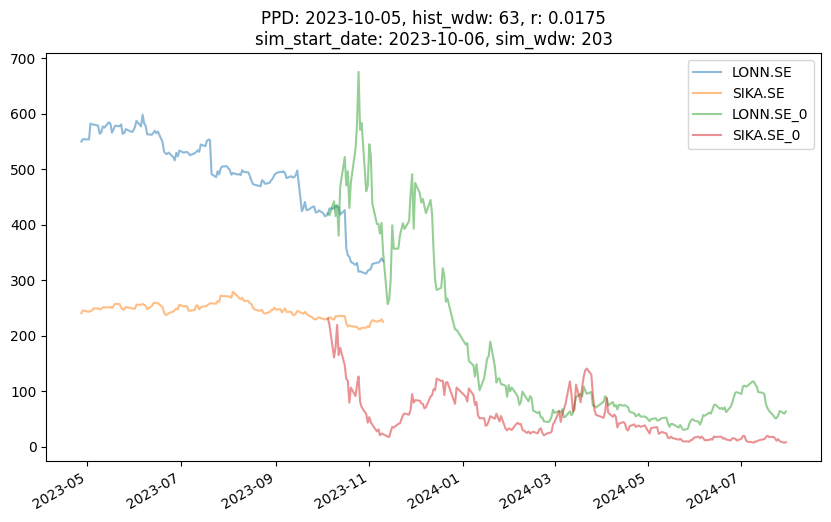 PPD: 2023-10-05, hist_wdw: 63, r: 0.0175
sim_start_date: 2023-10-06, sim_wdw: 203
700
600
500
400
300
200
100
0
LONN.SE
SIKA.SE
LONN.SE_0
SIKA.SE_0
2023-05
2023-07
2023-09
2023-11
2024-01
2024-03
2024-05
2024-07